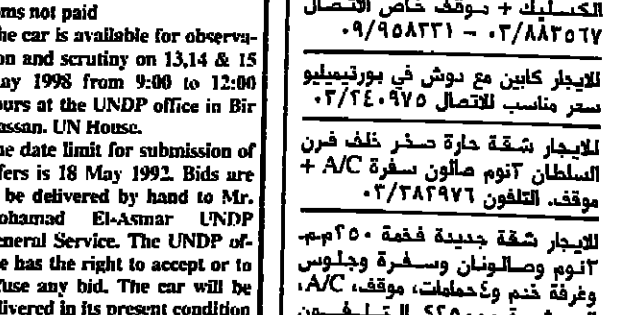 ms not paid
he car is available for observa-
on and scrutiny on 13,14 & 15
ay 1998 from 9:00 to 12:00
ours at the UNDP office in Bir
assan. UN House.
he date limit for submission of
fers is 18 May 1992. Bids are
be delivered by hand to Mr.
ohamad El-Asmar UNDP
eneral Service. The UNDP of-
e has the right to accept or to
fuse any bid. The car will be
livered in its present condition
الكسليك + موقف خاص الاتصال
٠٣/٨٨٣٥٦٧ – ٠٩/٩٥٨٢٣١
للايجار كابين مع دوش في بورتيميليو
سعر مناسب للاتصال ٠٣/٢٤٠٩٧٥
للايجار شقة حارة صخر خلف فرن
السلطان ٢نوم صالون سفرة A/C +
موقف. التلفون ٠٣/٣٨٢٩٧٦
للايجار شقة جديدة فخمة ٢٥٠م.م.
٣نوم وصالونان وسفرة وجلوس
وغرفة خدم و٤حمامات، موقف، A/C،